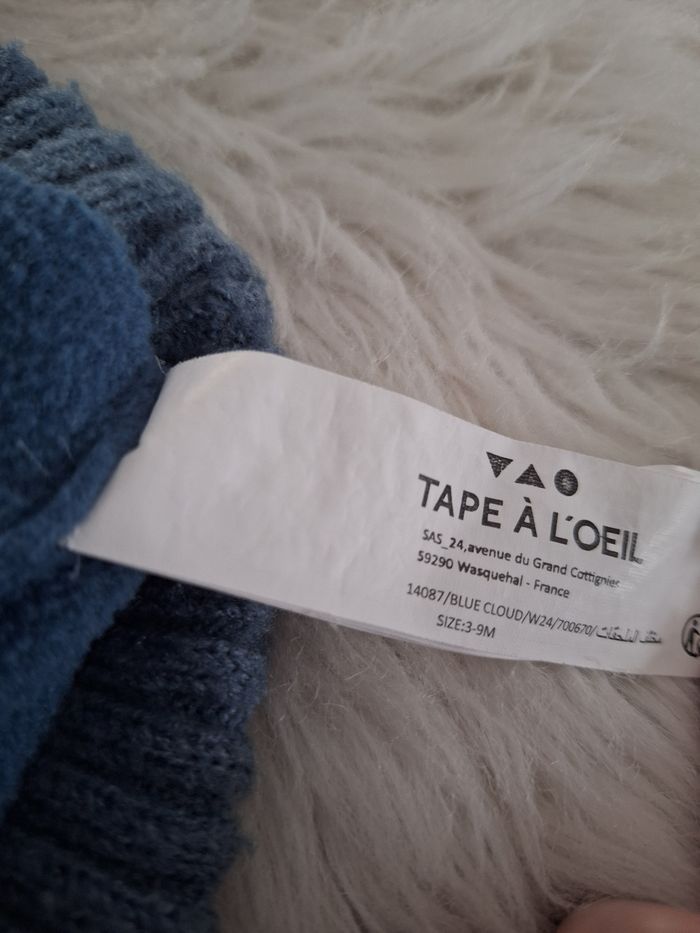 TAPE À L'OEIL
SAS_24,avenue du Grand Cottignies
59290 Wasquehal - France
14087/BLUE CLOUD/W24/700670/
SIZE:3-9M